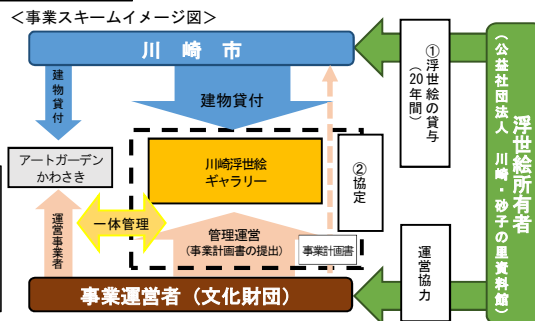 ＜事業スキームイメージ図＞
川崎市
建物貸付
建物貸付
①浮世絵の貸与
（20年間）
浮世絵所有者
（公益社団法人 川崎・砂子の里資料館）
アートガーデン
かわさき
川崎浮世絵
ギャラリー
②協定
一体管理
運営事業者
管理運営
（事業計画書の提出）
事業計画書
運営協力
事業運営者（文化財団）